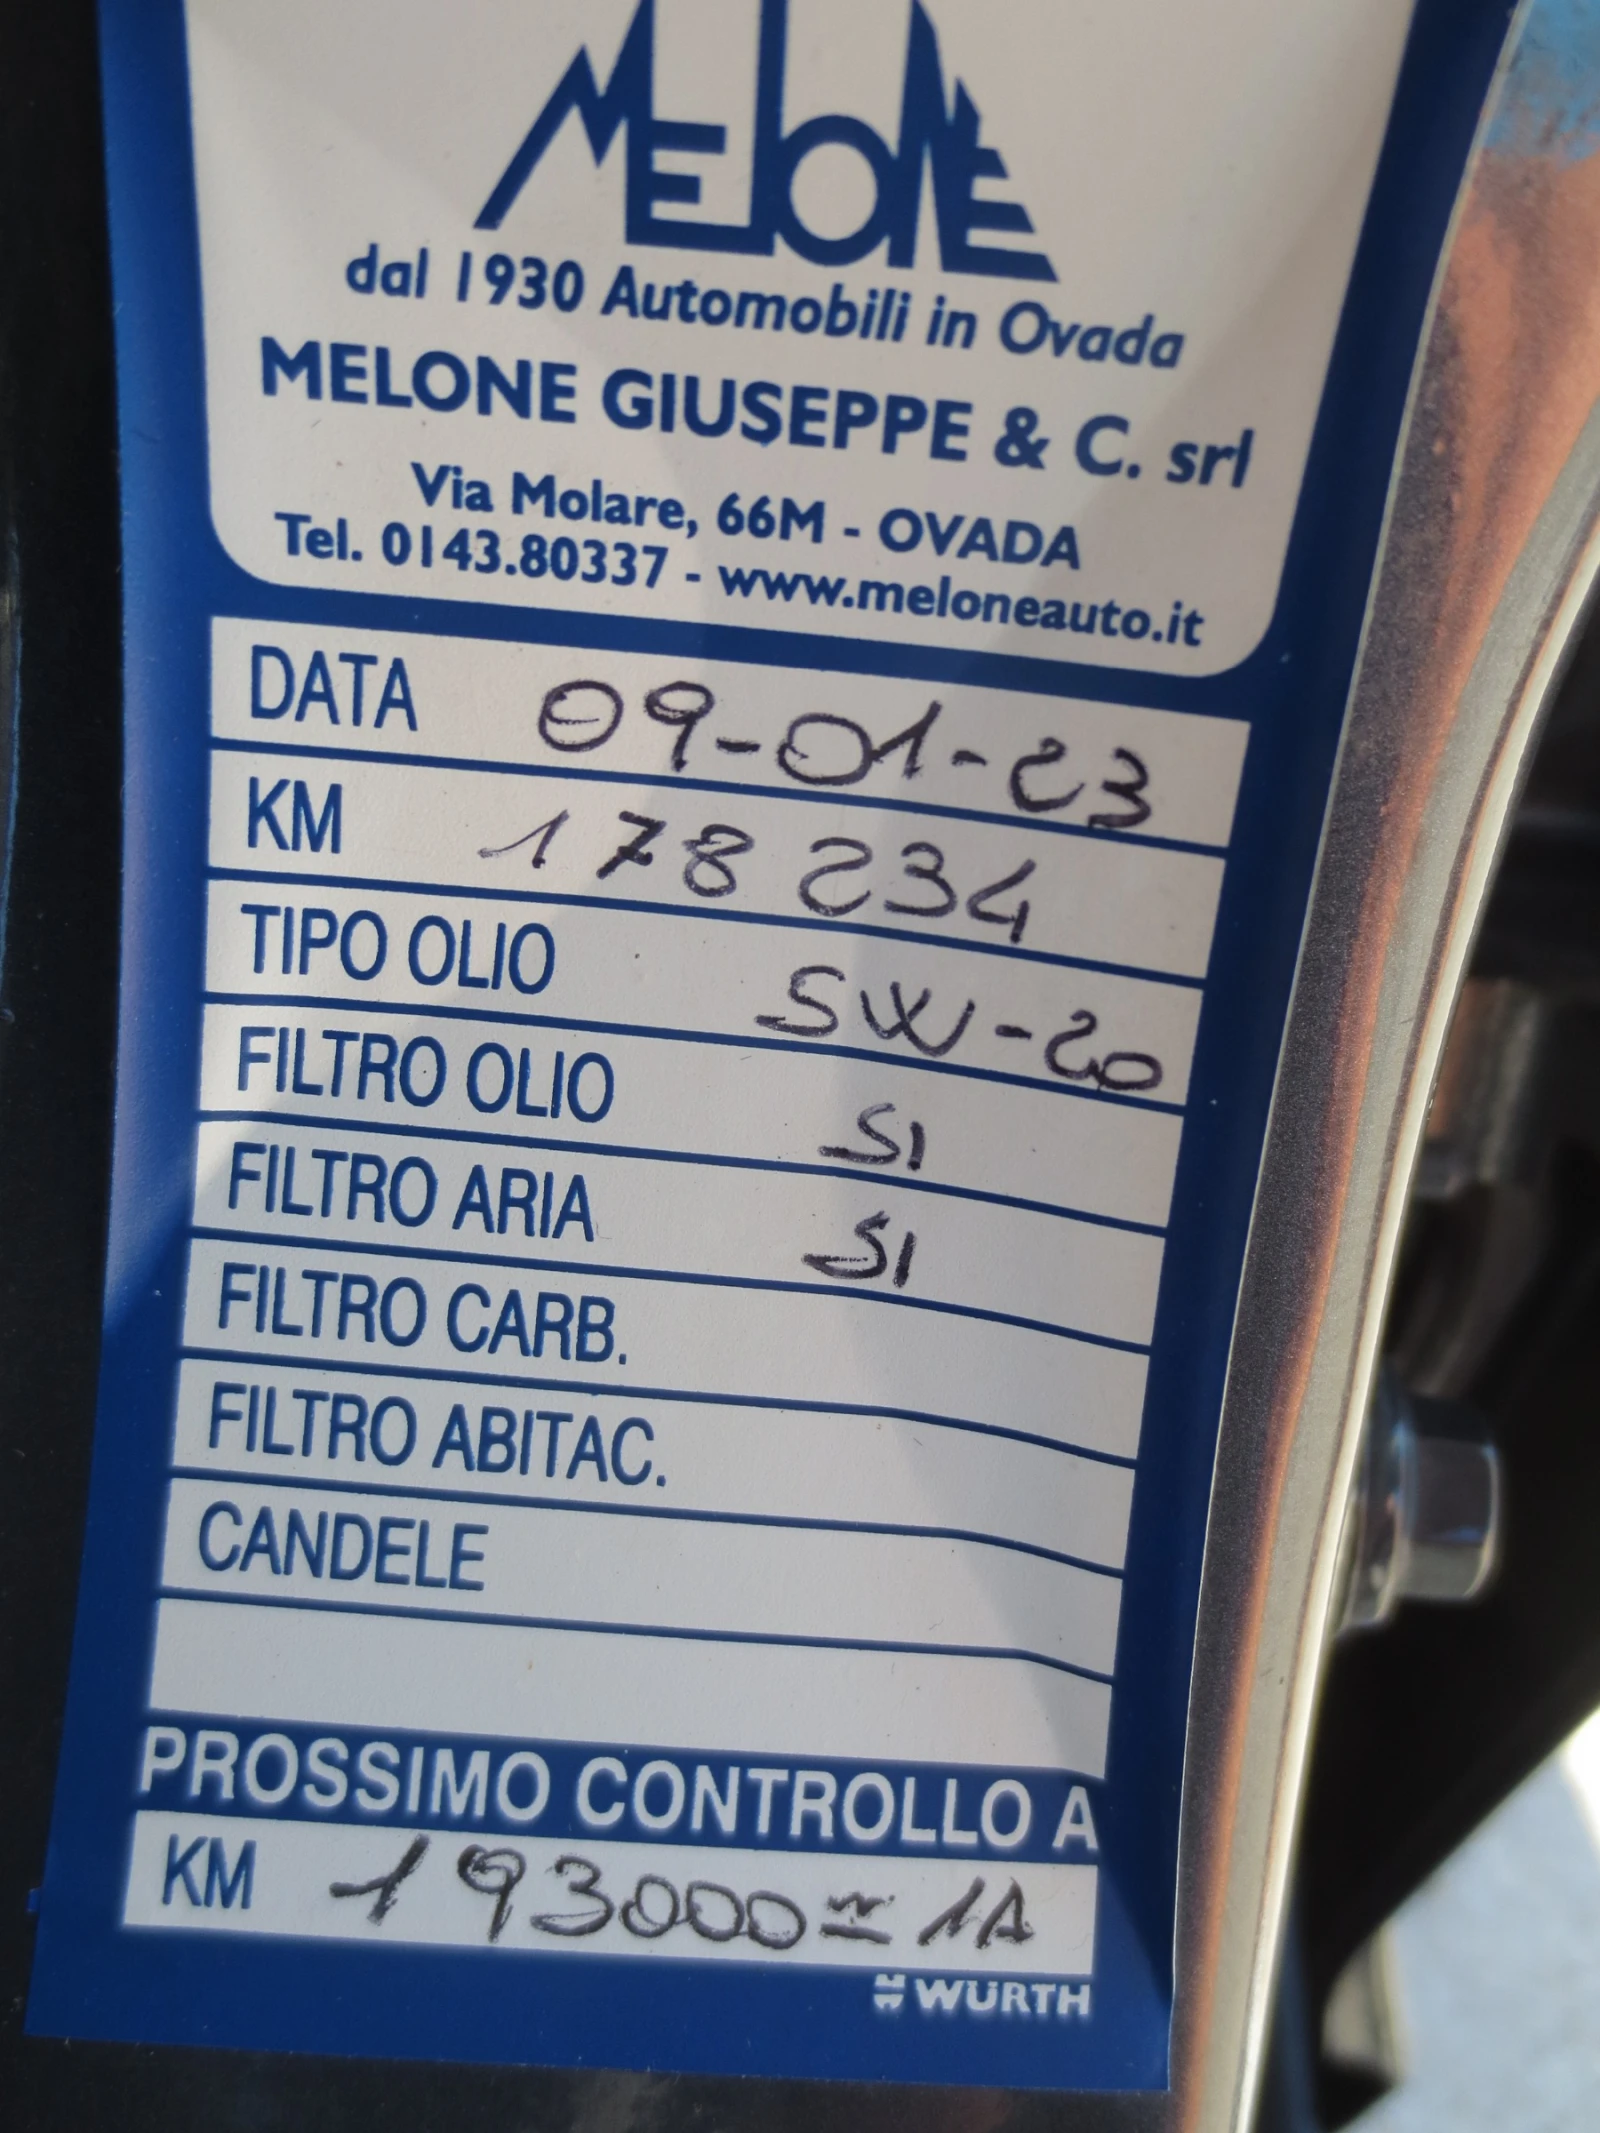 MELONE
dal 1930 Automobili in Ovada
MELONE GIUSEPPE & C. srl
Via Molare, 66M - OVADA
Tel. 0143.80337 - www.meloneauto.it
DATA 09-01-23
KM 178 234
TIPO OLIO 5W-20
FILTRO OLIO SI
FILTRO ARIA SI
FILTRO CARB.
FILTRO ABITAC.
CANDELE
PROSSIMO CONTROLLO A
KM 193000 ≃ 1A
WÜRTH